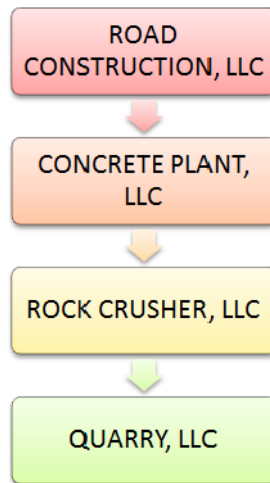 ROAD
CONSTRUCTION, LLC
CONCRETE PLANT,
LLC
ROCK CRUSHER, LLC
QUARRY, LLC